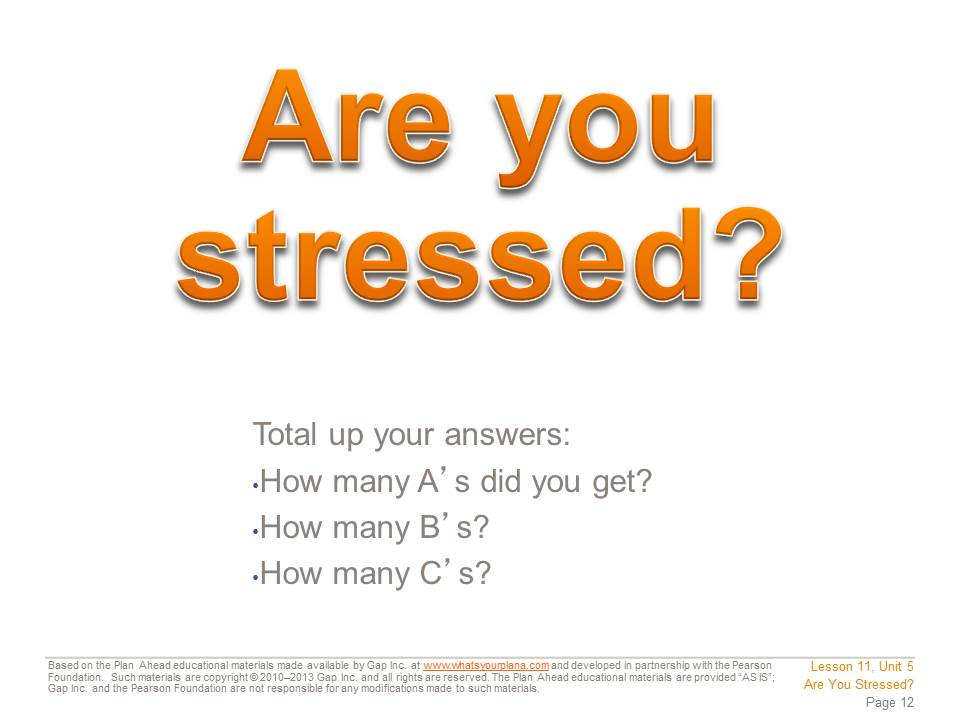 Are you
stressed?
Total up your answers:
•How many A’s did you get?
•How many B’s?
•How many C’s?
Based on the Plan Ahead educational materials made available by Gap Inc. at www.whatsyourplana.com and developed in partnership with the Pearson
Foundation. Such materials are copyright © 2010–2013 Gap Inc. and all rights are reserved. The Plan Ahead educational materials are provided “AS IS”;
Gap Inc. and the Pearson Foundation are not responsible for any modifications made to such materials.
Lesson 11, Unit 5
Are You Stressed?
Page 12